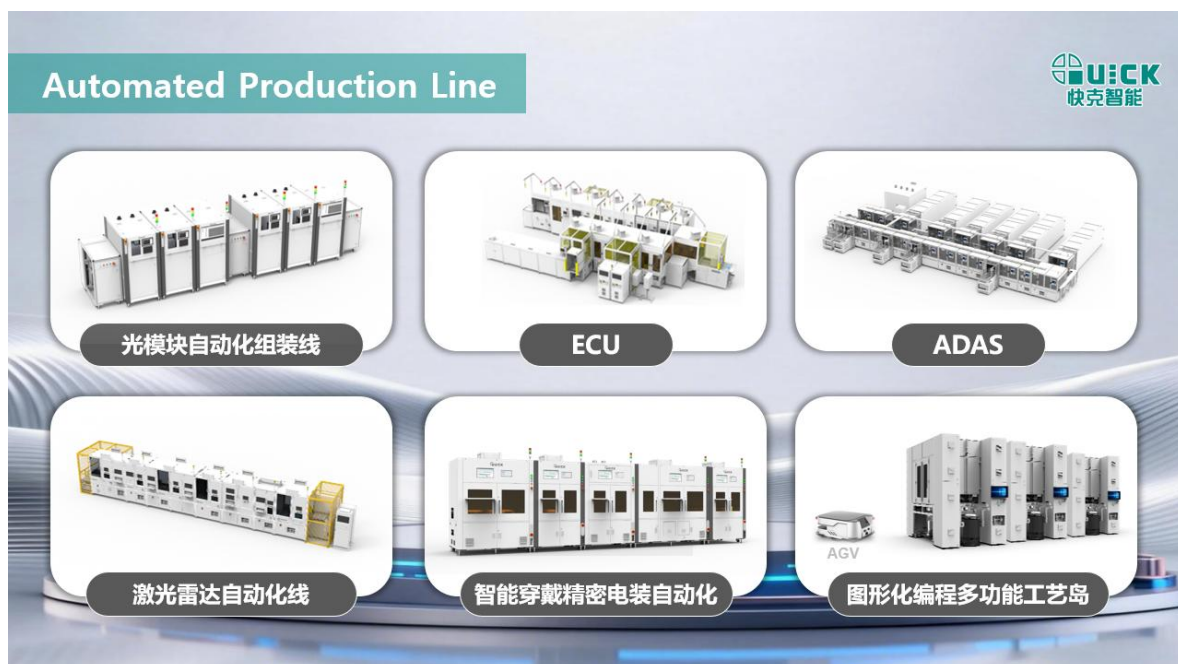 Automated Production Line
QUICK
快克智能
光模块自动化组装线
ECU
ADAS
激光雷达自动化线
智能穿戴精密电装自动化
AGV
图形化编程多功能工艺岛